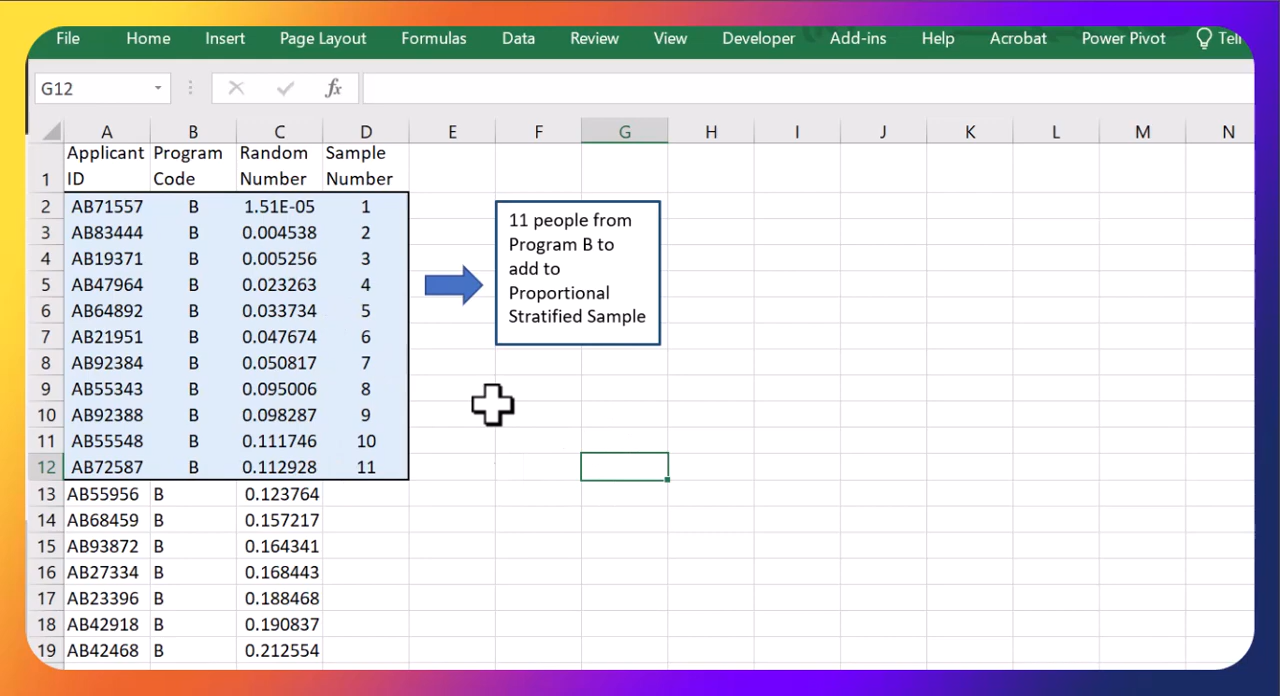 File Home Insert Page Layout Formulas Data Review View Developer Add-ins Help Acrobat Power Pivot Tell
G12 fx
A B C D E F G H I J K L M N
Applicant Program Random Sample
1 ID Code Number Number
2 AB71557 B 1.51E-05 1
3 AB83444 B 0.004538 2
4 AB19371 B 0.005256 3
5 AB47964 B 0.023263 4
6 AB64892 B 0.033734 5
7 AB21951 B 0.047674 6
8 AB92384 B 0.050817 7
9 AB55343 B 0.095006 8
10 AB92388 B 0.098287 9
11 AB55548 B 0.111746 10
12 AB72587 B 0.112928 11
13 AB55956 B 0.123764
14 AB68459 B 0.157217
15 AB93872 B 0.164341
16 AB27334 B 0.168443
17 AB23396 B 0.188468
18 AB42918 B 0.190837
19 AB42468 B 0.212554
11 people from
Program B to
add to
Proportional
Stratified Sample